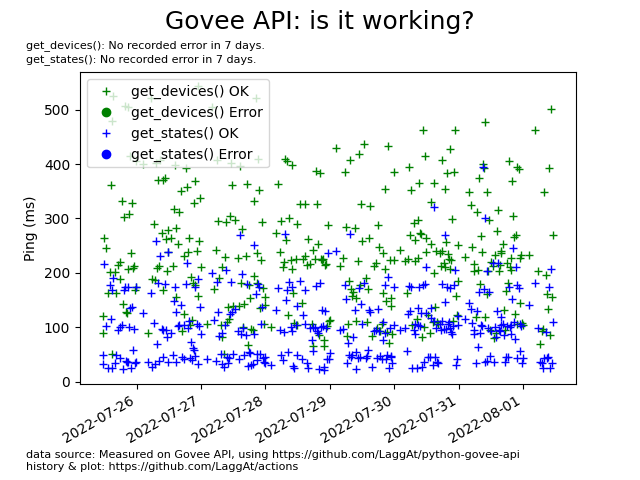 Govee API: is it working?
get_devices(): No recorded error in 7 days.
get_states(): No recorded error in 7 days.
get_devices() OK
get_devices() Error
get_states() OK
get_states() Error
Ping (ms)
500
400
300
200
100
0
2022-07-26
2022-07-27
2022-07-28
2022-07-29
2022-07-30
2022-07-31
2022-08-01
data source: Measured on Govee API, using https://github.com/LaggAt/python-govee-api
history & plot: https://github.com/LaggAt/actions